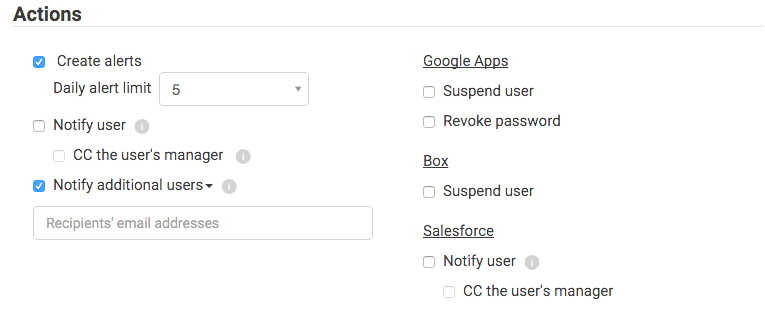 Actions
Create alerts
Daily alert limit 5
Notify user i
CC the user's manager i
Notify additional users i
Recipients' email addresses
Google Apps
Suspend user
Revoke password
Box
Suspend user
Salesforce
Notify user i
CC the user's manager